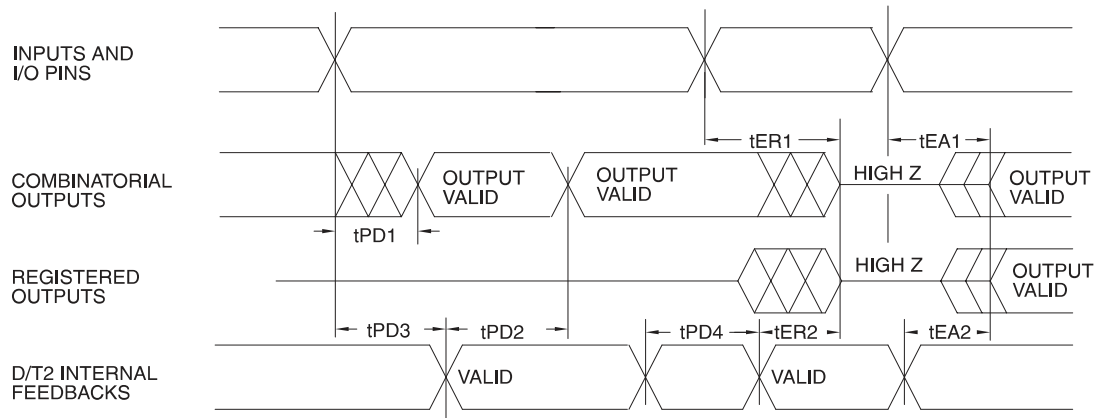 INPUTS AND
I/O PINS
tER1
tEA1
COMBINATORIAL
OUTPUTS
OUTPUT
VALID
OUTPUT
VALID
HIGH Z
OUTPUT
VALID
tPD1
REGISTERED
OUTPUTS
HIGH Z
OUTPUT
VALID
tPD3
tPD2
tPD4
tER2
tEA2
D/T2 INTERNAL
FEEDBACKS
VALID
VALID